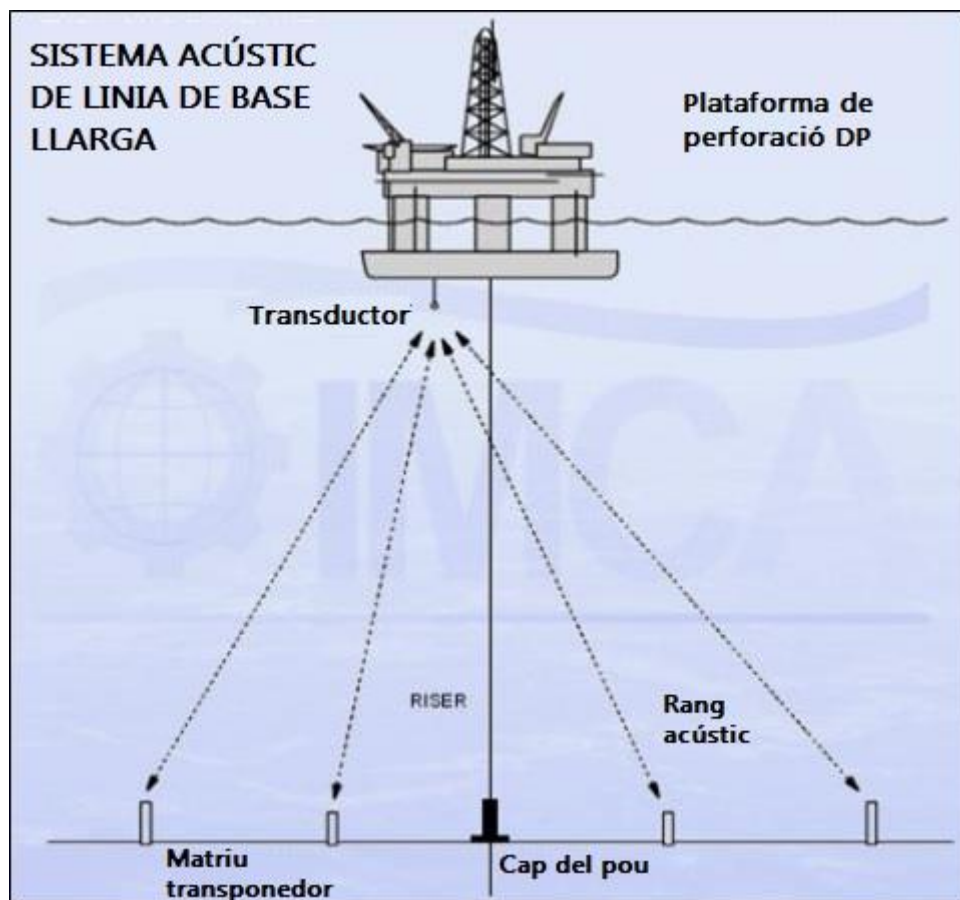 SISTEMA ACÚSTIC
DE LINIA DE BASE
LLARGA
Plataforma de
perforació DP
Transductor
IMCA
RISER
Rang
acústic
Matriu
transponedor
Cap del pou